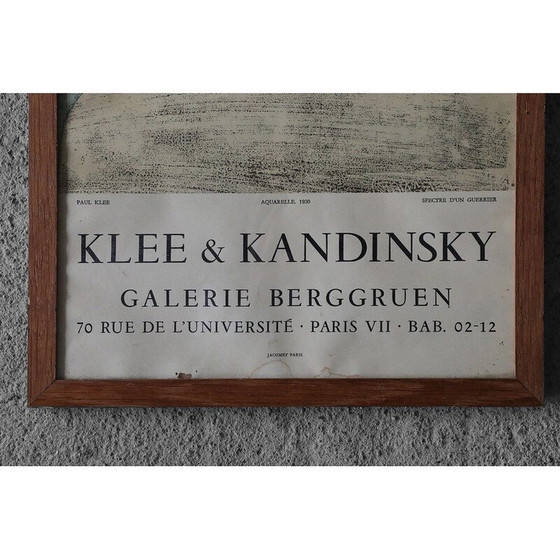 PAUL KLEE AQUARELLE, 1930 SPECTRE D'UN GUERRIER
KLEE & KANDINSKY
GALERIE BERGGRUEN
70 RUE DE L'UNIVERSITÉ · PARIS VII · BAB. 02-12
JACOMET PARIS